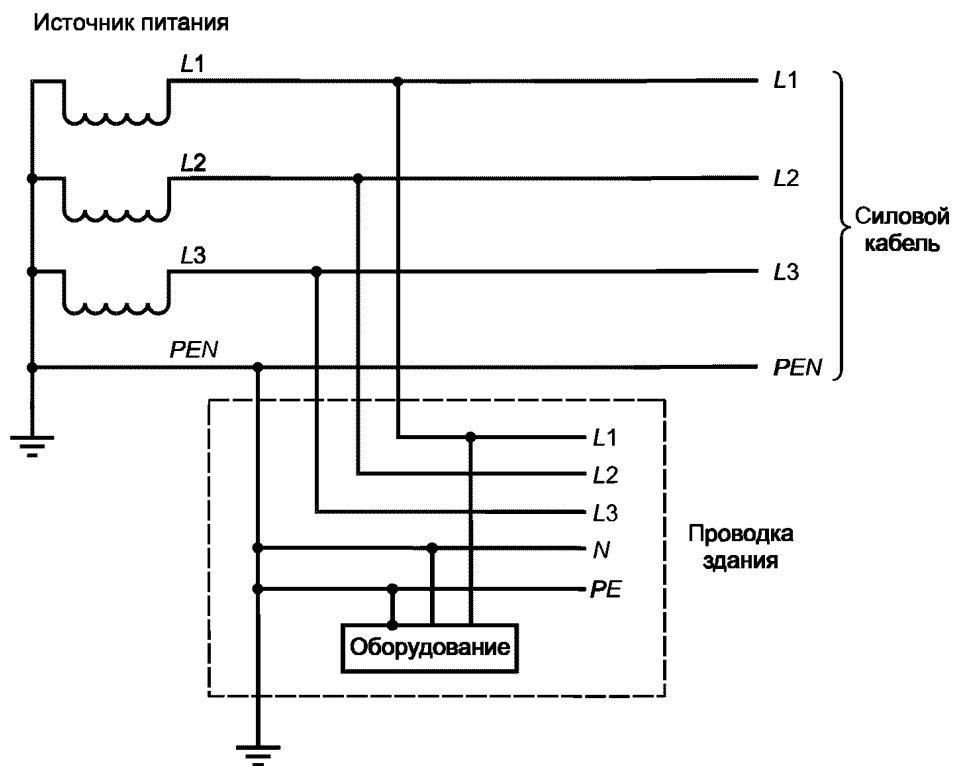 Источник питания
L1
L1
L2
L2
L3
L3
Силовой
кабель
PEN
PEN
L1
L2
L3
N
PE
Проводка
здания
Оборудование